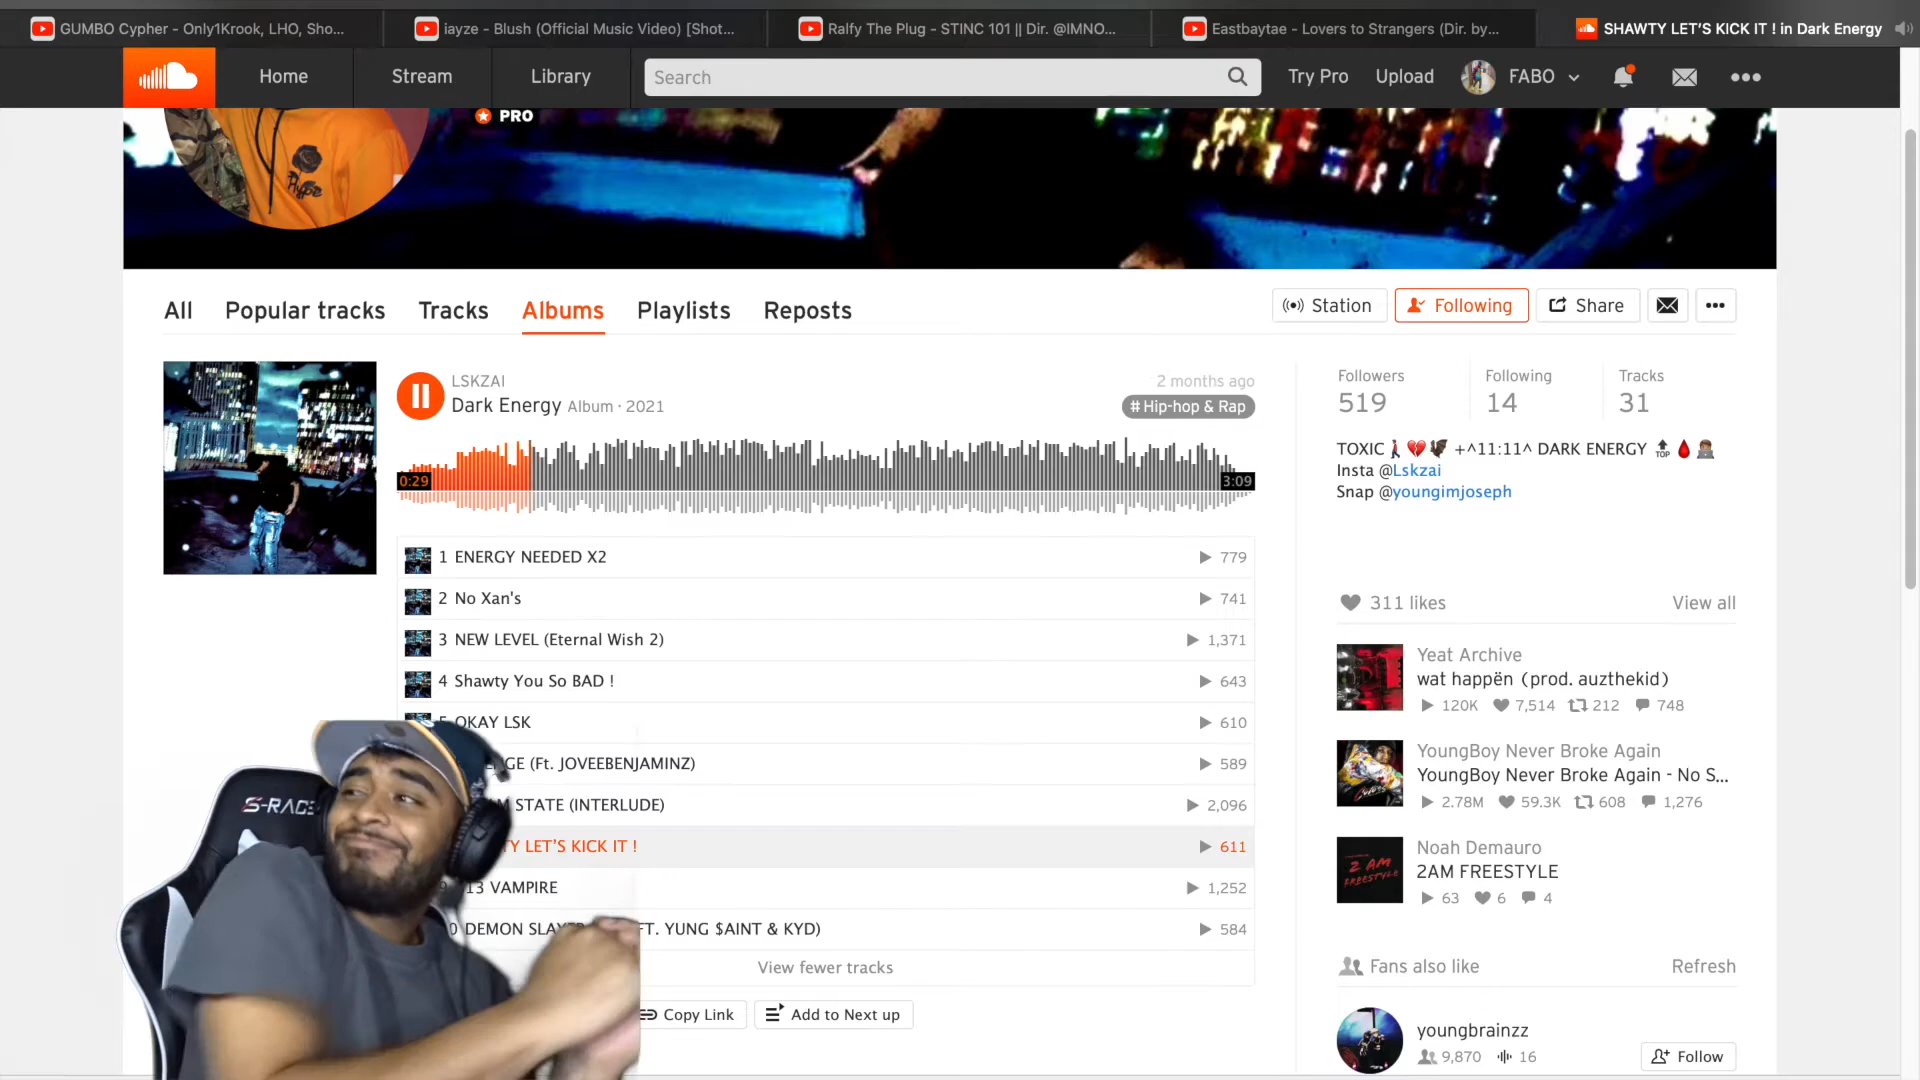 GUMBO Cypher - Only1Krook, LHO, Sho...
iayze - Blush (Official Music Video) [Shot...
Ralfy The Plug - STINC 101 || Dir. @IMNO...
Eastbaytae - Lovers to Strangers (Dir. by...
SHAWTY LET'S KICK IT ! in Dark Energy
Home
Stream
Library
Search
Try Pro
Upload
FABO
PRO
Hype
All
Popular tracks
Tracks
Albums
Playlists
Reposts
Station
Following
Share
LSKZAI
2 months ago
Dark Energy Album · 2021
# Hip-hop & Rap
0:29
3:09
1 ENERGY NEEDED X2
779
2 No Xan's
741
3 NEW LEVEL (Eternal Wish 2)
1,371
4 Shawty You So BAD !
643
5 OKAY LSK
610
GE (Ft. JOVEEBENJAMINZ)
589
STATE (INTERLUDE)
2,096
TY LET'S KICK IT !
611
13 VAMPIRE
1,252
DEMON SLAY FT. YUNG $AINT & KYD)
584
View fewer tracks
Copy Link
Add to Next up
S-RACE
Followers
519
Following
14
Tracks
31
TOXIC🚶🏿💔🦇 +^11:11^ DARK ENERGY 🔝🩸👨🏽‍💻
Insta @Lskzai
Snap @youngimjoseph
311 likes
View all
Yeat Archive
wat happën (prod. auzthekid)
120K 7,514 212 748
YoungBoy Never Broke Again
YoungBoy Never Broke Again - No S...
2.78M 59.3K 608 1,276
2 AM
FREESTYLE
Noah Demauro
2AM FREESTYLE
63 6 4
Fans also like
Refresh
youngbrainzz
9,870 16
Follow